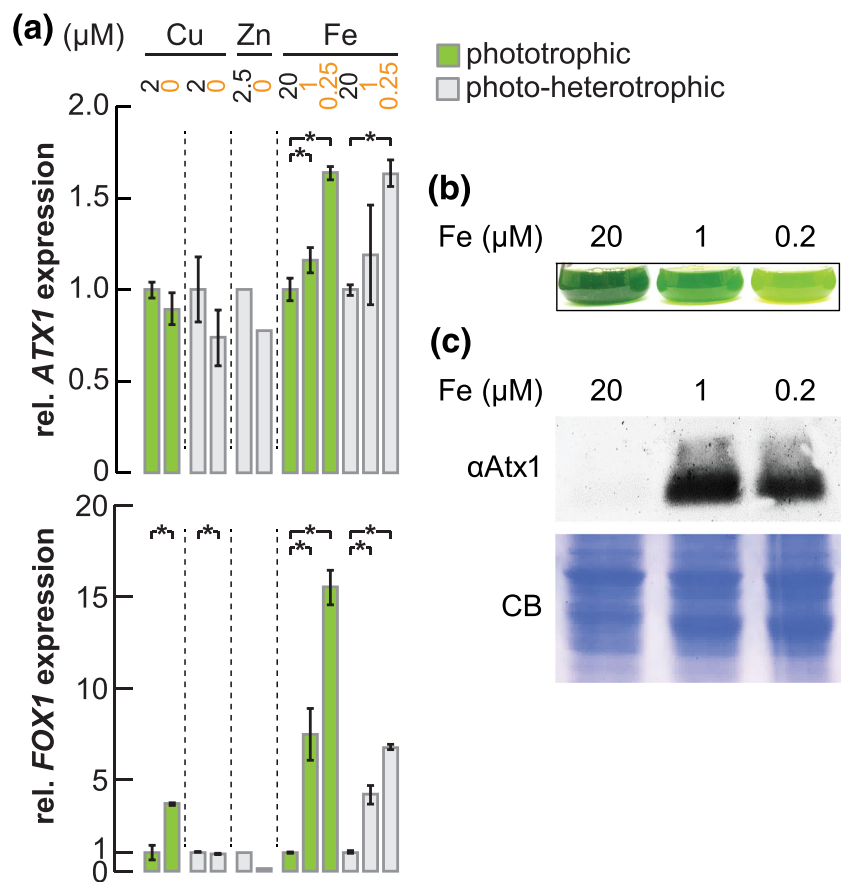 (a) (μM) Cu Zn Fe
2 0 2 0 2.5 0 20 1 0.25 20 1 0.25
phototrophic
photo-heterotrophic
rel. ATX1 expression
2.0
1.5
1.0
0.5
0
* * *
rel. FOX1 expression
20
15
10
5
1
0
* * * * * *
(b)
Fe (μM) 20 1 0.2
(c)
Fe (μM) 20 1 0.2
αAtx1
CB